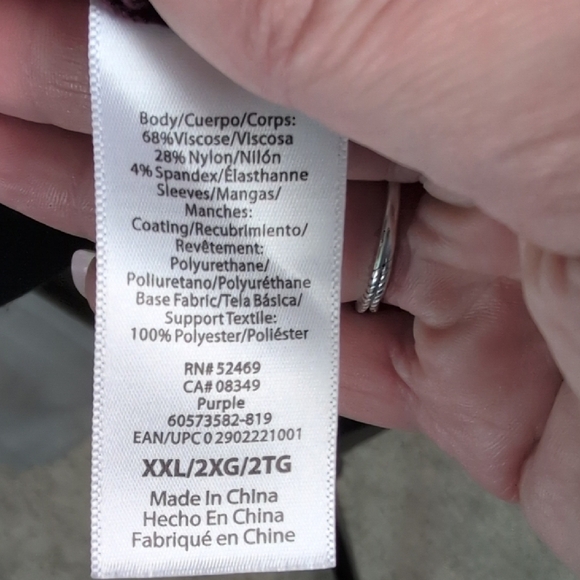 Body/Cuerpo/Corps:
68%Viscose/Viscosa
28% Nylon/Nilón
4% Spandex/Élasthanne
Sleeves/Mangas/
Manches:
Coating/Recubrimiento/
Revêtement:
Polyurethane/
Poliuretano/Polyuréthane
Base Fabric/Tela Básica/
Support Textile:
100% Polyester/Poliéster
RN# 52469
CA# 08349
Purple
60573582-819
EAN/UPC 0 2902221001
XXL/2XG/2TG
Made In China
Hecho En China
Fabriqué en Chine